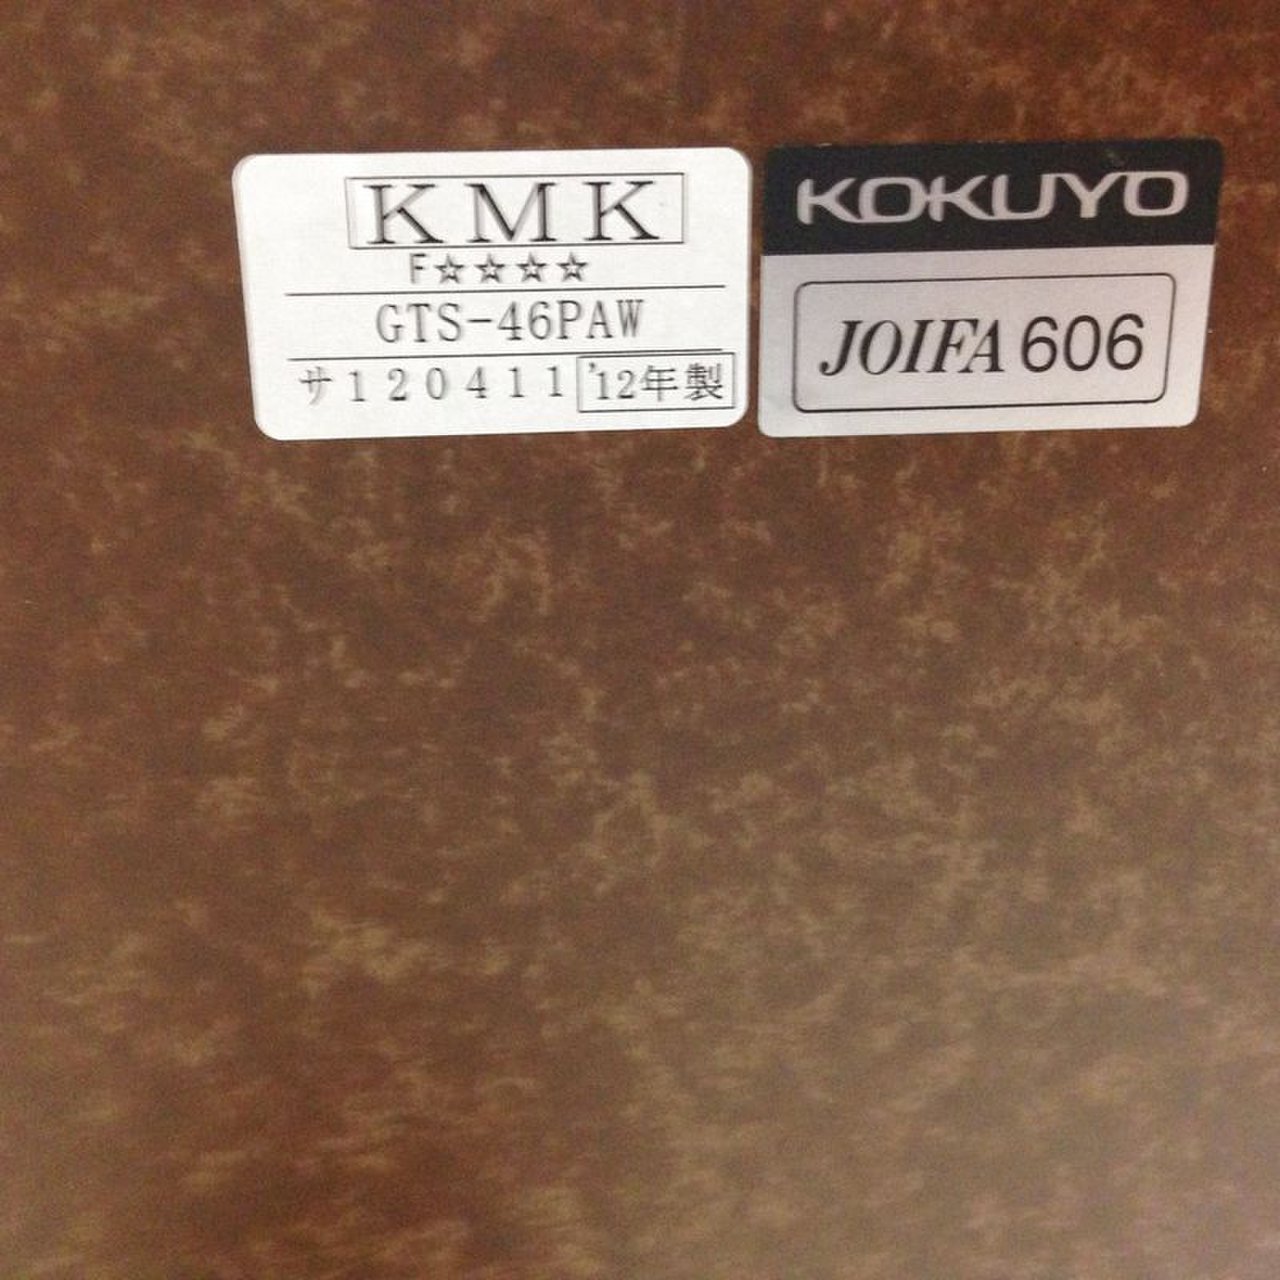 KMK
F☆☆☆☆
GTS-46PAW
サ120411 '12年製
KOKUYO
JOIFA 606